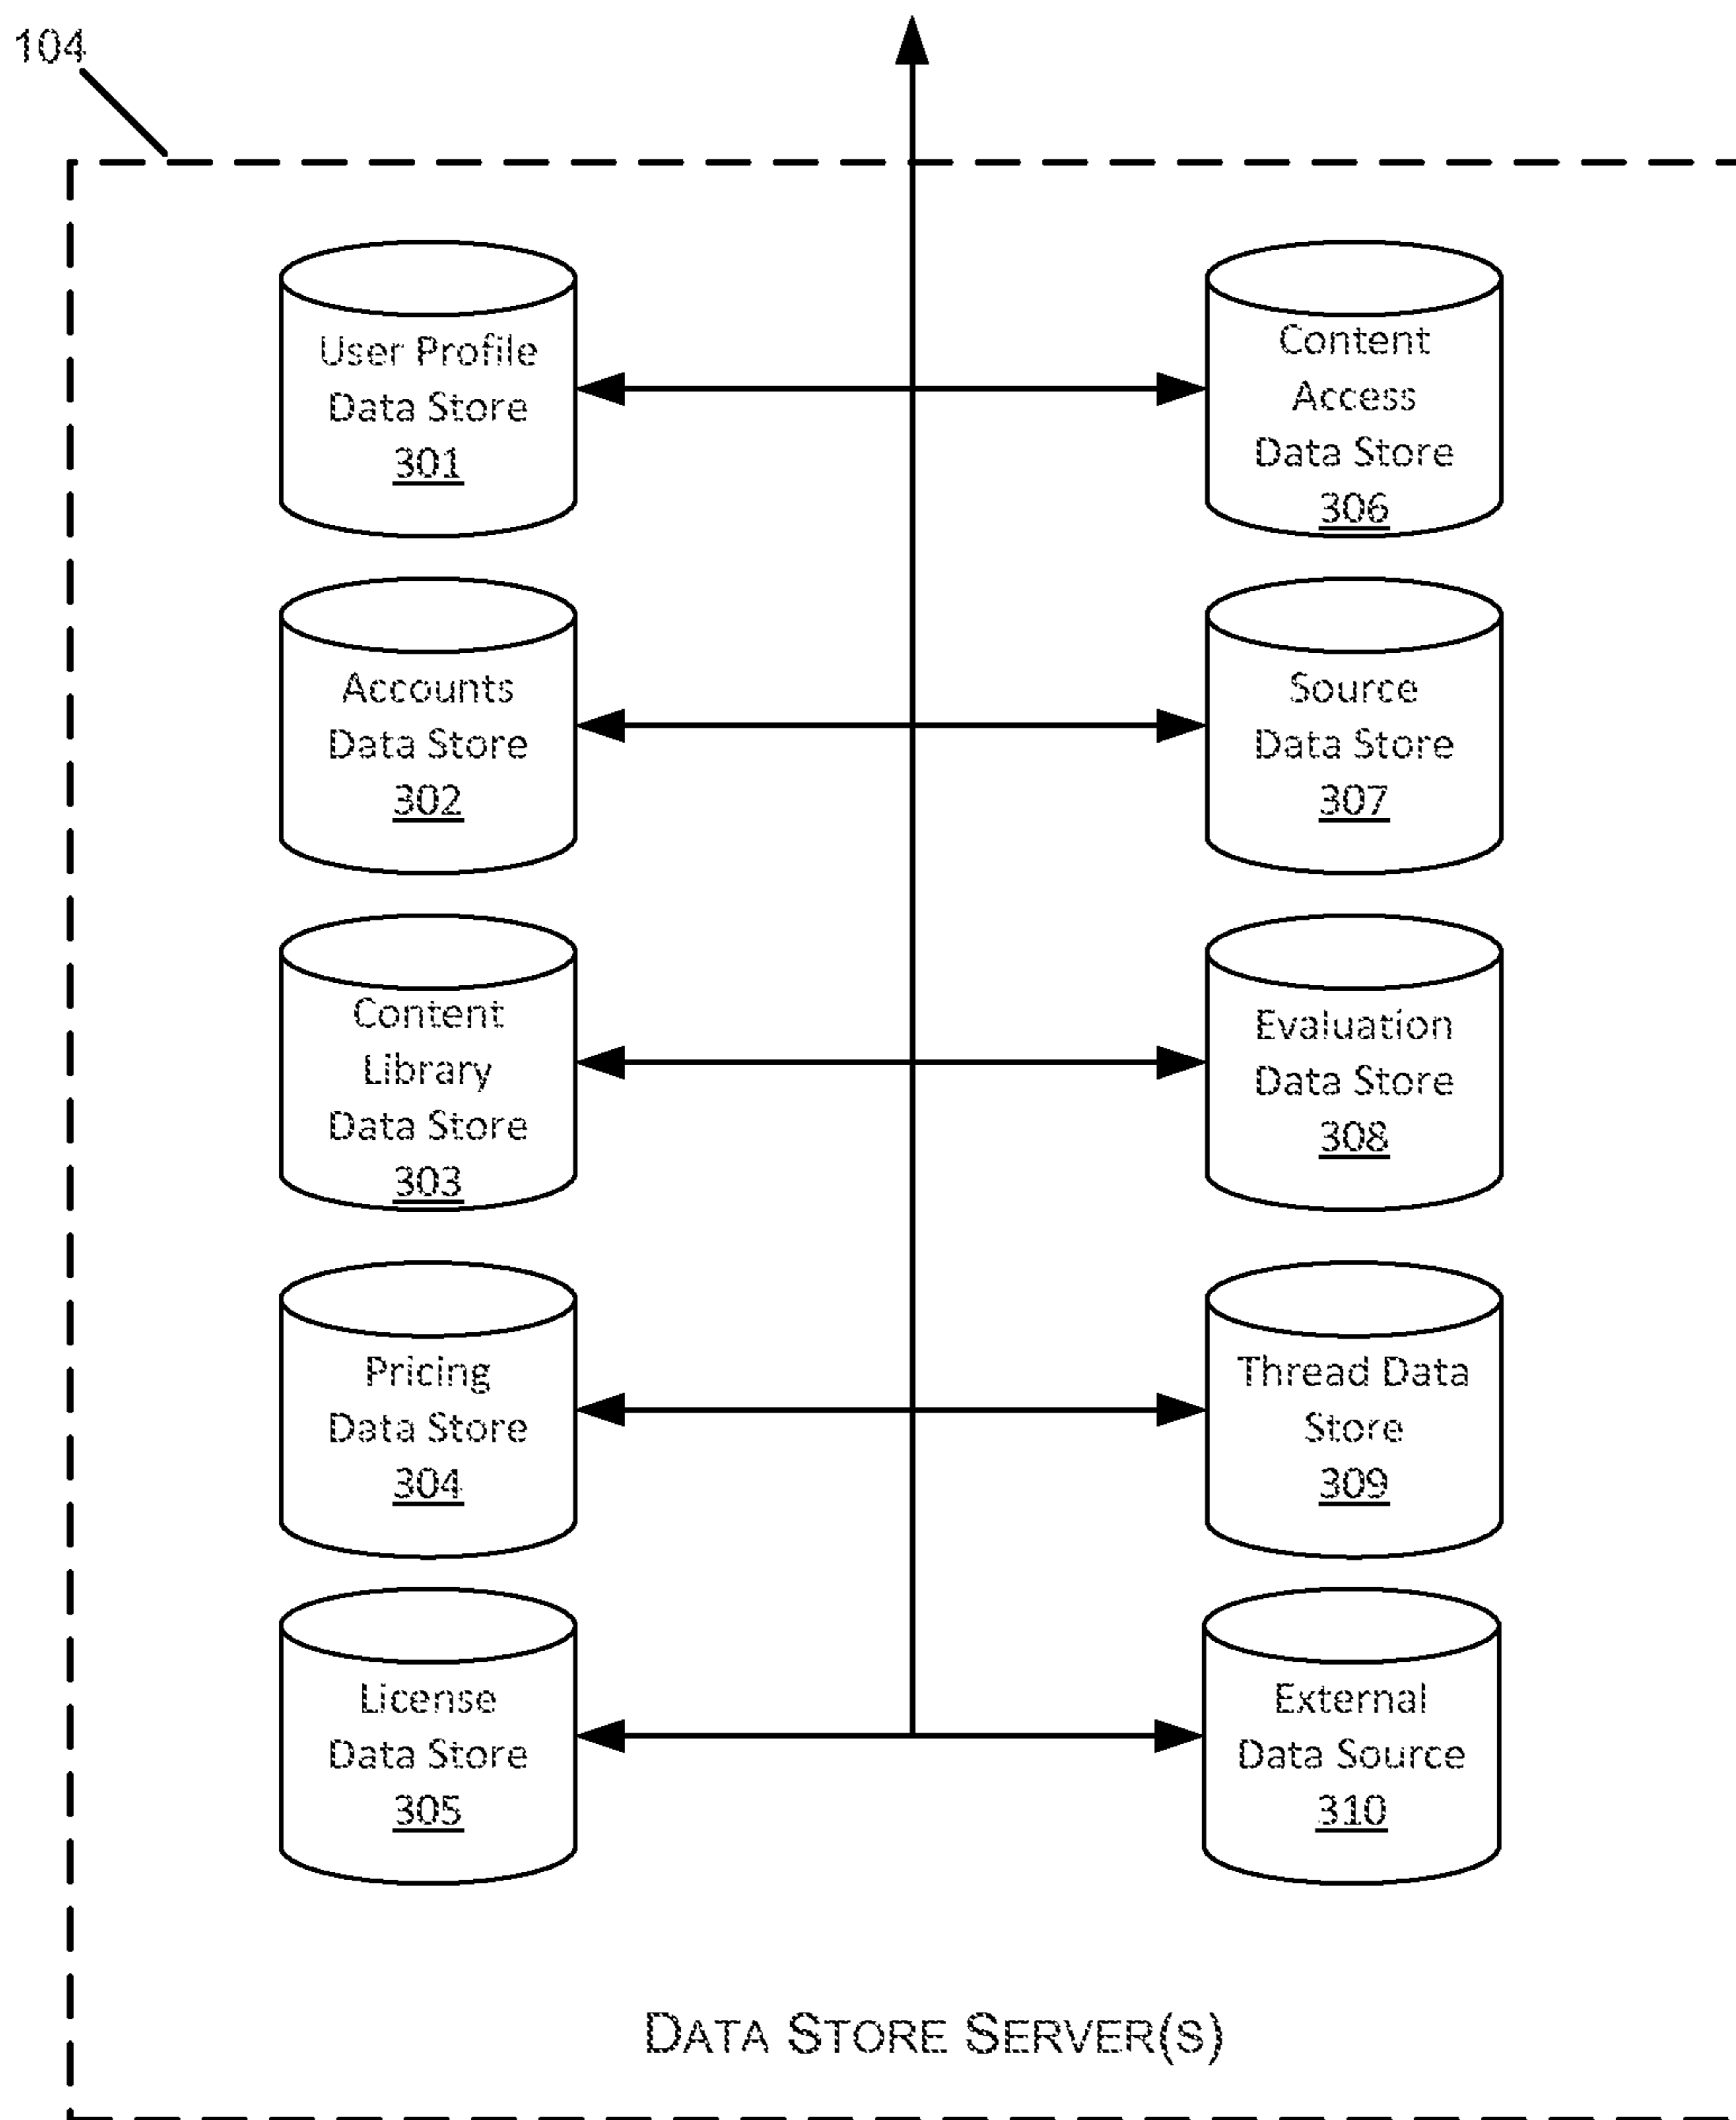 104
User Profile
Data Store
301
Content
Access
Data Store
306
Accounts
Data Store
302
Source
Data Store
307
Content
Library
Data Store
303
Evaluation
Data Store
308
Pricing
Data Store
304
Thread Data
Store
309
License
Data Store
305
External
Data Source
310
DATA STORE SERVER(S)